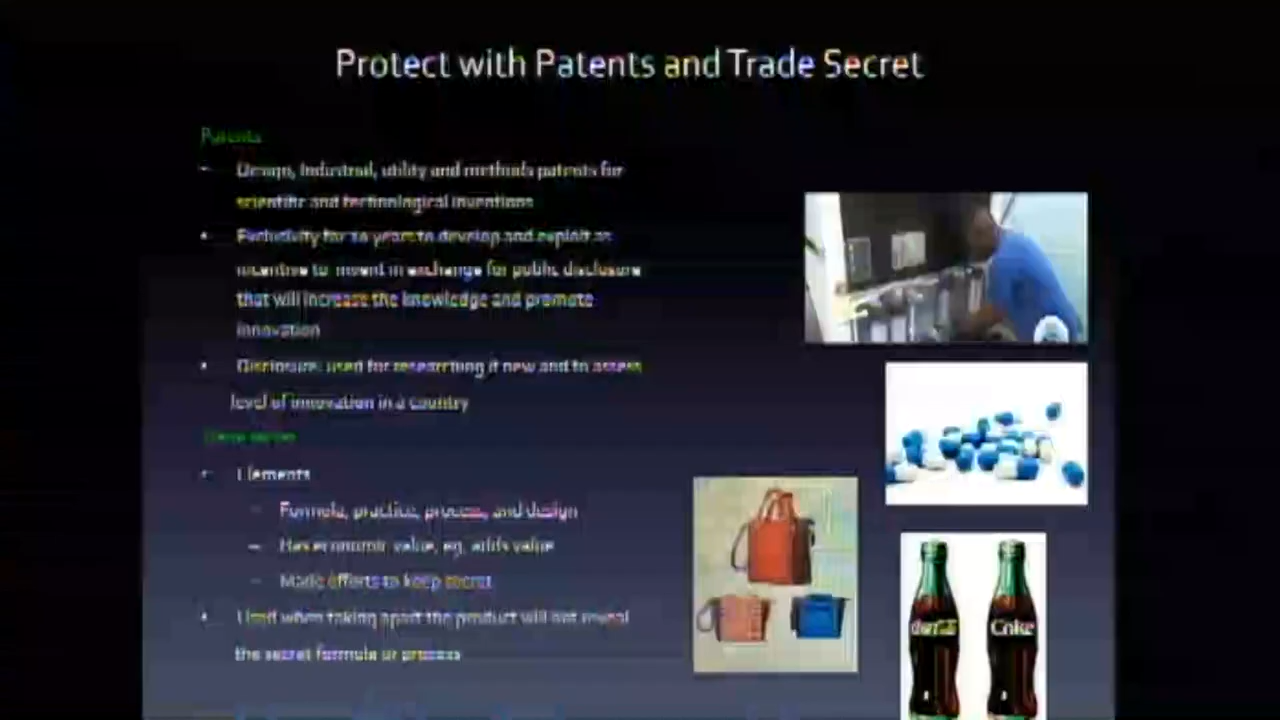 Protect with Patents and Trade Secret
Patents
Design, Industrial, utility and methods patents for
scientific and technological inventions
Exclusivity for years to develop and exploit as
incentive to invent in exchange for public disclosure
that will increase the knowledge and promote
innovation
Disclosure used for researching if new and to assess
level of innovation in a country
Trade secret
Elements
Formula, practice, process, and design
Has economic value, eg. adds value
Made efforts to keep secret
Used when taking apart the product will not reveal
the secret formula or process
Coke